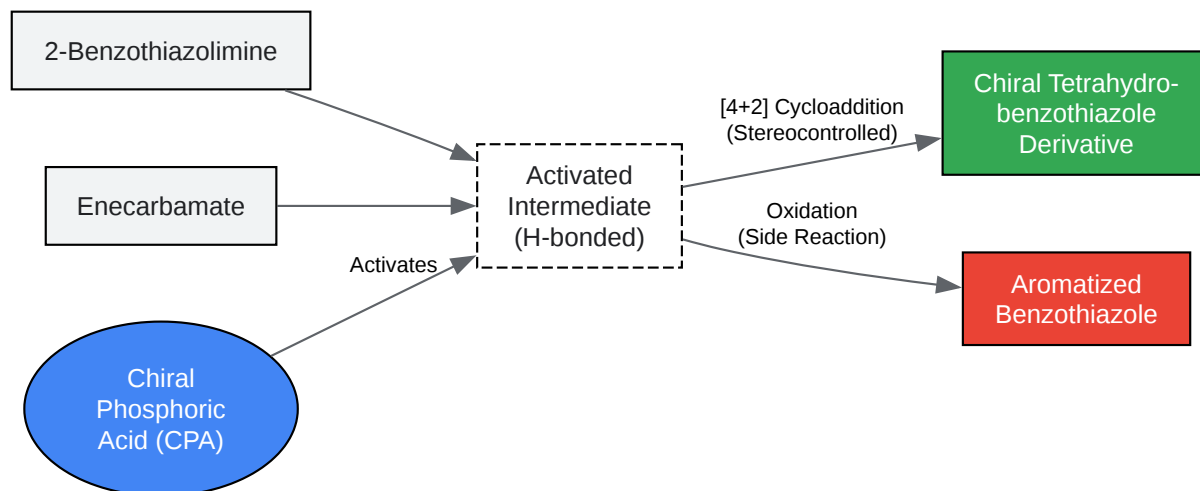 2-Benzothiazolimine
Enecarbamate
Chiral
Phosphoric
Acid (CPA)
Activates
Activated
Intermediate
(H-bonded)
[4+2] Cycloaddition
(Stereocontrolled)
Oxidation
(Side Reaction)
Chiral Tetrahydro-
benzothiazole
Derivative
Aromatized
Benzothiazole